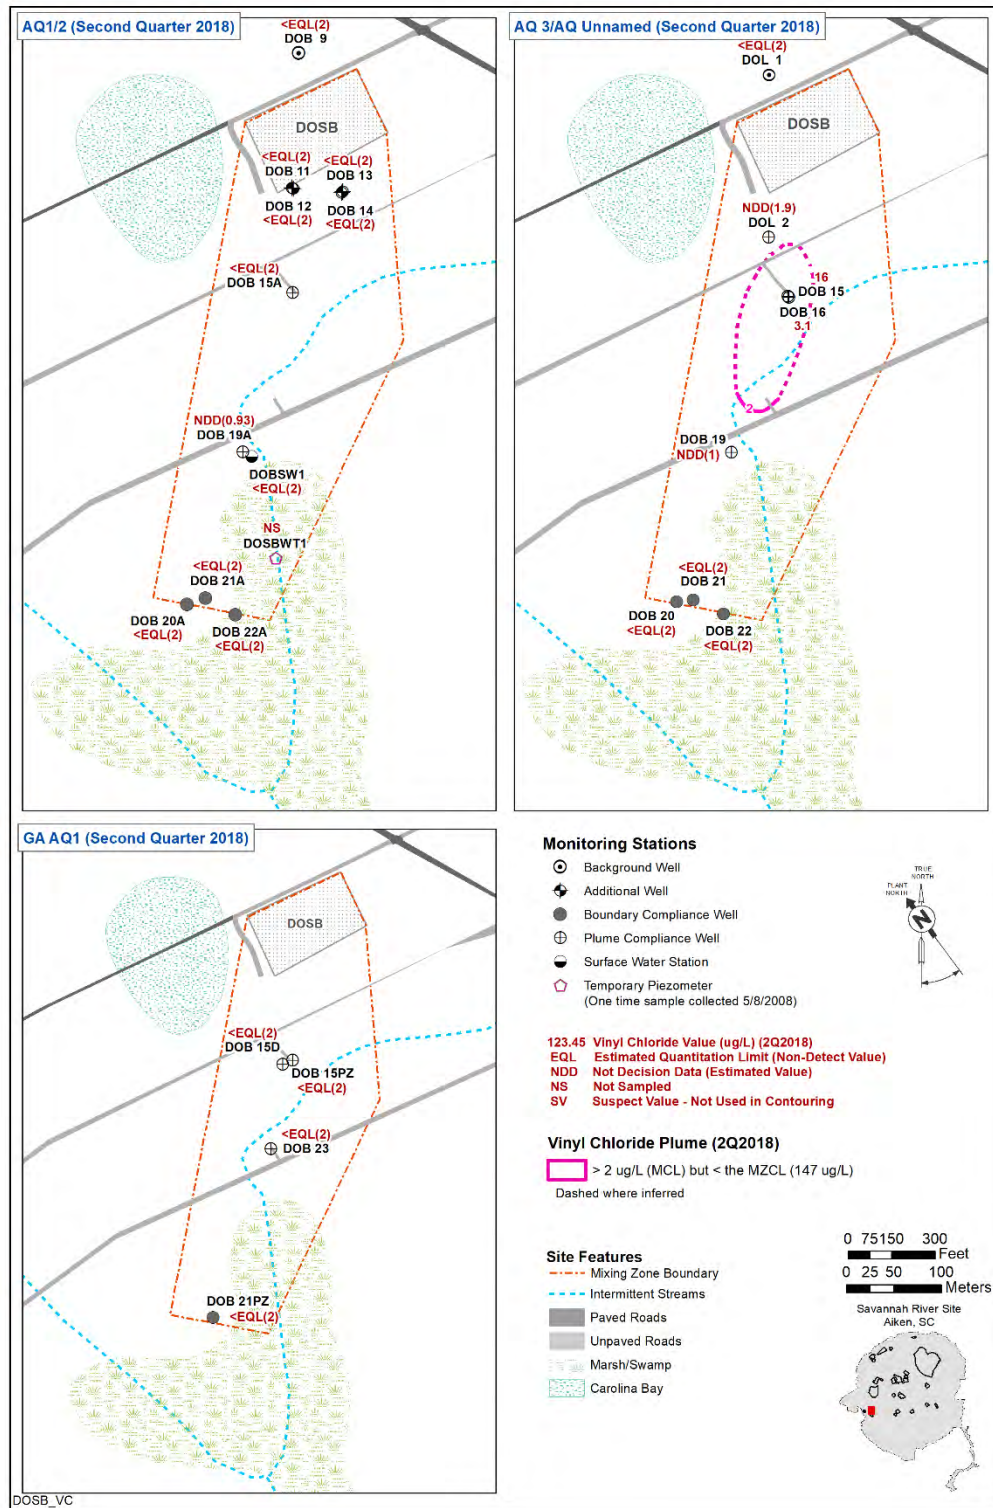 AQ1/2 (Second Quarter 2018)
<EQL(2)
DOB 9
DOSB
<EQL(2)
DOB 11
<EQL(2)
DOB 13
DOB 12
<EQL(2)
DOB 14
<EQL(2)
<EQL(2)
DOB 15A
NDD(0.93)
DOB 19A
DOBSW1
<EQL(2)
NS
DOSBWT1
<EQL(2)
DOB 21A
DOB 20A
<EQL(2)
DOB 22A
<EQL(2)
AQ 3/AQ Unnamed (Second Quarter 2018)
<EQL(2)
DOL 1
DOSB
NDD(1.9)
DOL 2
16
DOB 15
DOB 16
3.1
2
DOB 19
NDD(1)
<EQL(2)
DOB 21
DOB 20
<EQL(2)
DOB 22
<EQL(2)
GA AQ1 (Second Quarter 2018)
DOSB
<EQL(2)
DOB 15D
DOB 15PZ
<EQL(2)
<EQL(2)
DOB 23
DOB 21PZ
<EQL(2)
Monitoring Stations
Background Well
Additional Well
Boundary Compliance Well
Plume Compliance Well
Surface Water Station
Temporary Piezometer
(One time sample collected 5/8/2008)
TRUE
NORTH
PLANT
NORTH
N
123.45 Vinyl Chloride Value (ug/L) (2Q2018)
EQL Estimated Quantitation Limit (Non-Detect Value)
NDD Not Decision Data (Estimated Value)
NS Not Sampled
SV Suspect Value - Not Used in Contouring
Vinyl Chloride Plume (2Q2018)
> 2 ug/L (MCL) but < the MZCL (147 ug/L)
Dashed where inferred
Site Features
Mixing Zone Boundary
Intermittent Streams
Paved Roads
Unpaved Roads
Marsh/Swamp
Carolina Bay
0 75150 300
Feet
0 25 50 100
Meters
Savannah River Site
Aiken, SC
DOSB_VC